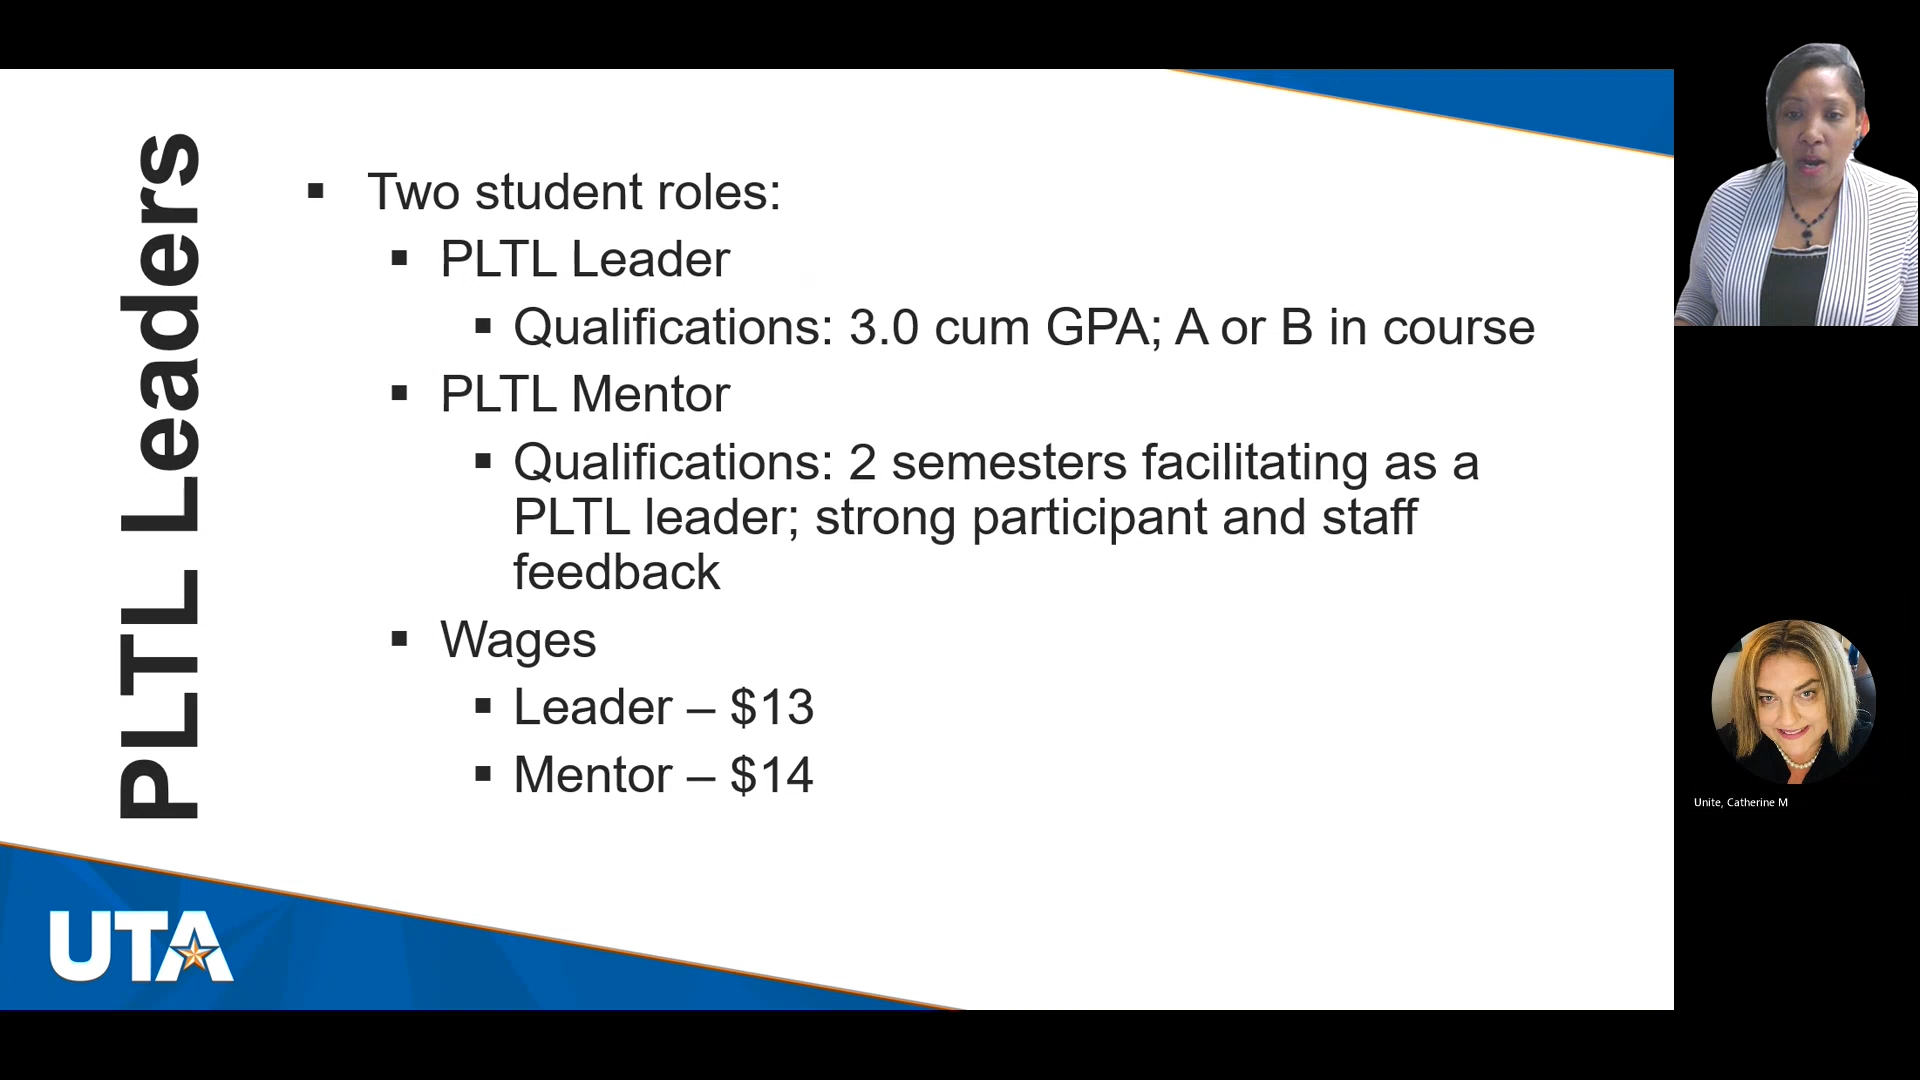 PLTL Leaders
▪ Two student roles:
▪ PLTL Leader
▪ Qualifications: 3.0 cum GPA; A or B in course
▪ PLTL Mentor
▪ Qualifications: 2 semesters facilitating as a
PLTL leader; strong participant and staff
feedback
▪ Wages
▪ Leader – $13
▪ Mentor – $14
UTA
Unite, Catherine M